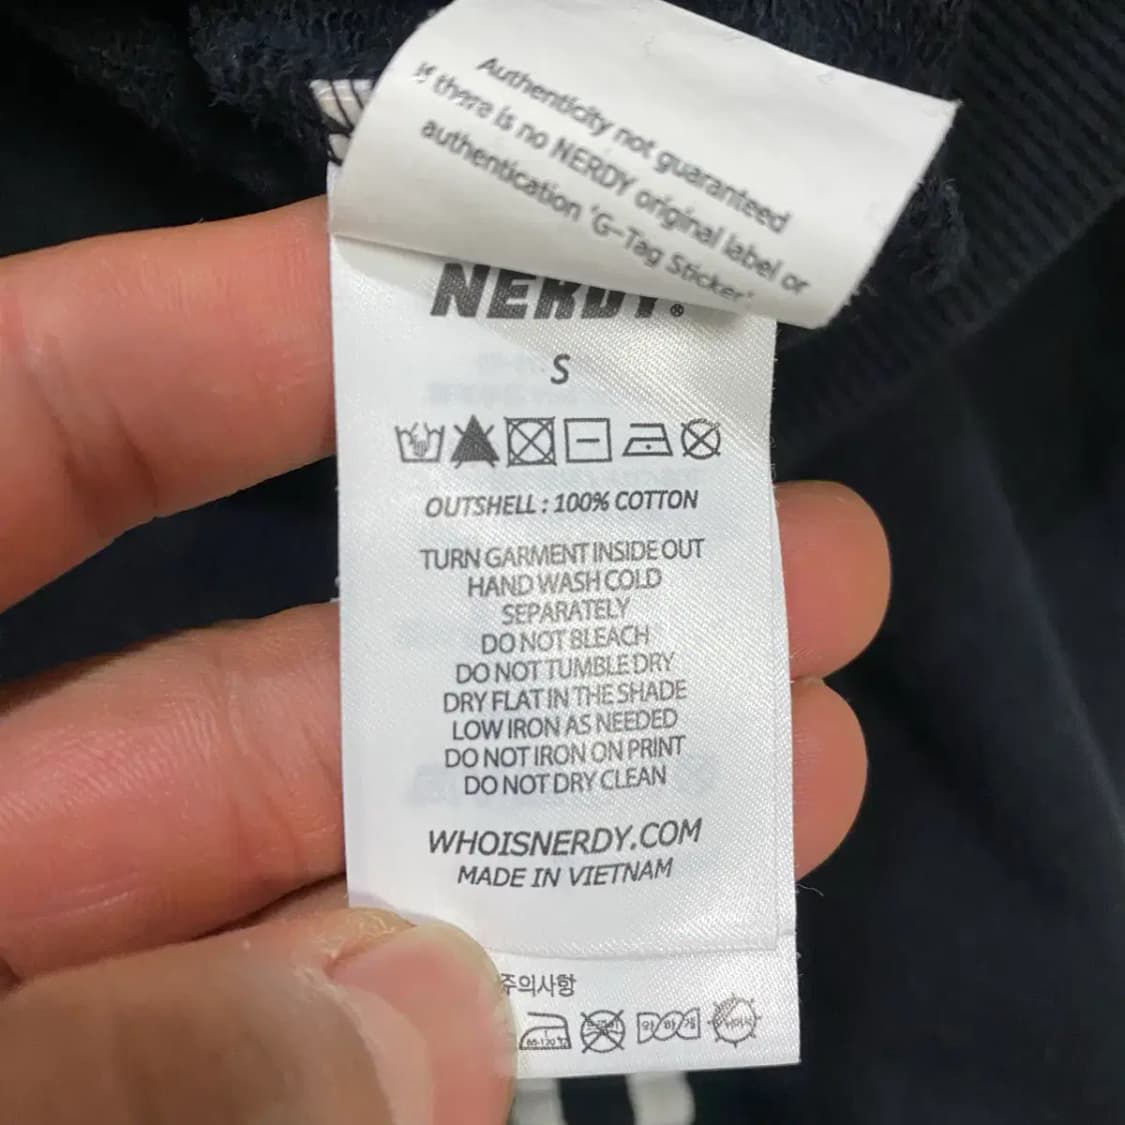 Authenticity not guaranteed
if there is no NERDY original label or
authentication 'G-Tag Sticker'
NERDY.®
S
OUTSHELL : 100% COTTON
TURN GARMENT INSIDE OUT
HAND WASH COLD
SEPARATELY
DO NOT BLEACH
DO NOT TUMBLE DRY
DRY FLAT IN THE SHADE
LOW IRON AS NEEDED
DO NOT IRON ON PRINT
DO NOT DRY CLEAN
WHOISNERDY.COM
MADE IN VIETNAM
주의사항